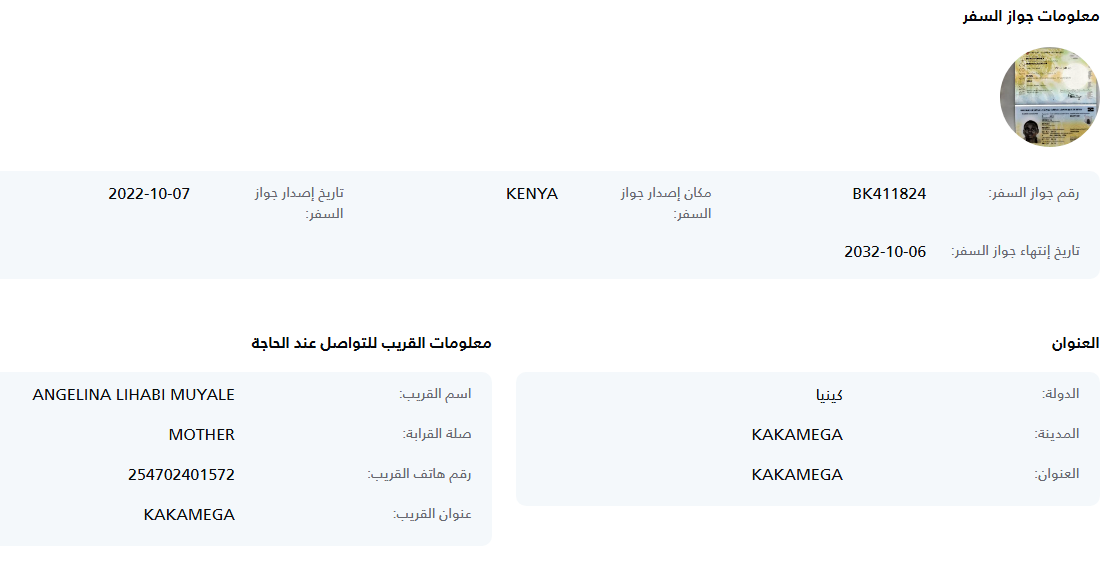 معلومات جواز السفر
رقم جواز السفر: BK411824
مكان إصدار جواز السفر: KENYA
تاريخ إصدار جواز السفر: 2022-10-07
تاريخ إنتهاء جواز السفر: 2032-10-06
العنوان
الدولة: كينيا
المدينة: KAKAMEGA
العنوان: KAKAMEGA
معلومات القريب للتواصل عند الحاجة
اسم القريب: ANGELINA LIHABI MUYALE
صلة القرابة: MOTHER
رقم هاتف القريب: 254702401572
عنوان القريب: KAKAMEGA